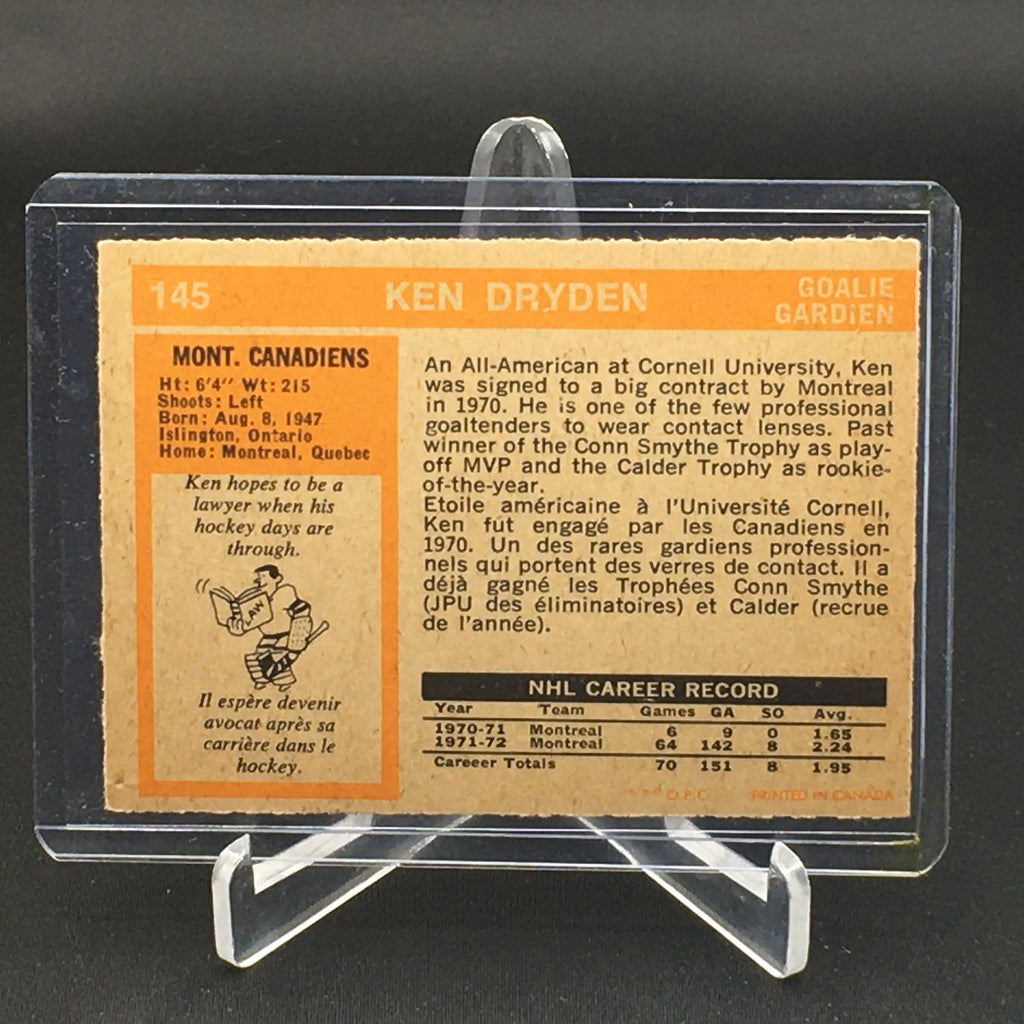 145 KEN DRYDEN GOALIE
GARDIEN
MONT. CANADIENS
Ht: 6'4" Wt: 215
Shoots: Left
Born: Aug. 8, 1947
Islington, Ontario
Home: Montreal, Quebec
Ken hopes to be a
lawyer when his
hockey days are
through.
LAW
Il espère devenir
avocat après sa
carrière dans le
hockey.
An All-American at Cornell University, Ken
was signed to a big contract by Montreal
in 1970. He is one of the few professional
goaltenders to wear contact lenses. Past
winner of the Conn Smythe Trophy as play-
off MVP and the Calder Trophy as rookie-
of-the-year.
Etoile américaine à l'Université Cornell,
Ken fut engagé par les Canadiens en
1970. Un des rares gardiens profession-
nels qui portent des verres de contact. Il a
déjà gagné les Trophées Conn Smythe
(JPU des éliminatoires) et Calder (recrue
de l'année).
NHL CAREER RECORD
Year Team Games GA SO Avg.
1970-71 Montreal 6 9 0 1.65
1971-72 Montreal 64 142 8 2.24
Career Totals 70 151 8 1.95
O.P.C. PRINTED IN CANADA